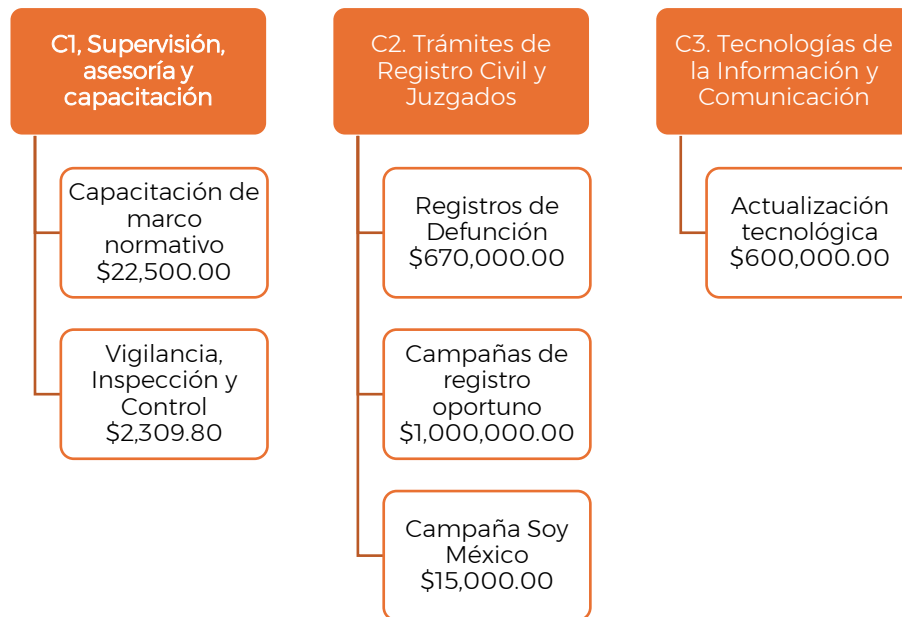 C1, Supervisión,
asesoría y
capacitación
Capacitación de
marco
normativo
$22,500.00
Vigilancia,
Inspección y
Control
$2,309.80
C2. Trámites de
Registro Civil y
Juzgados
Registros de
Defunción
$670,000.00
Campañas de
registro
oportuno
$1,000,000.00
Campaña Soy
México
$15,000.00
C3. Tecnologías de
la Información y
Comunicación
Actualización
tecnológica
$600,000.00